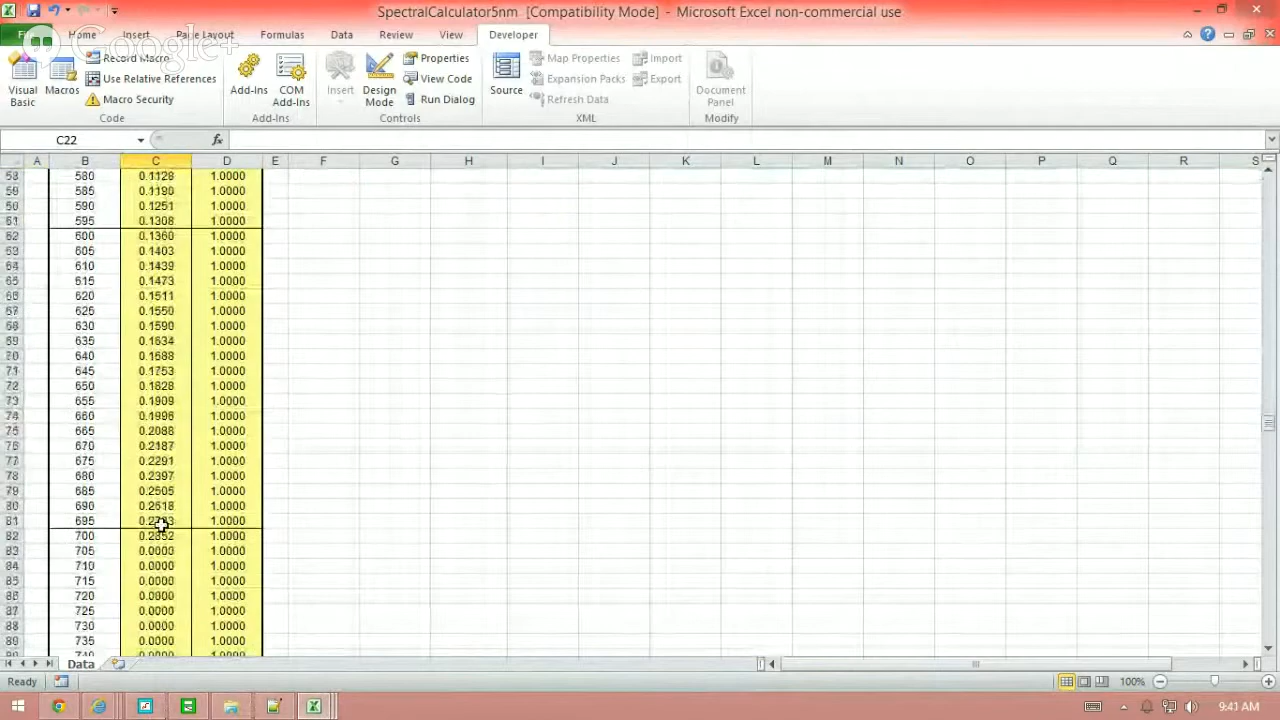 SpectralCalculator5nm [Compatibility Mode] - Microsoft Excel non-commercial use
File Home Insert Page Layout Formulas Data Review View Developer
Google+
Visual Basic
Macros
Record Macro
Use Relative References
Macro Security
Code
Add-Ins
COM Add-Ins
Add-Ins
Insert
Design Mode
Properties
View Code
Run Dialog
Controls
Source
Map Properties
Expansion Packs
Refresh Data
Import
Export
XML
Document Panel
Modify
C22 fx
A B C D E F G H I J K L M N O P Q R S
58 580 0.1128 1.0000
59 585 0.1190 1.0000
60 590 0.1251 1.0000
61 595 0.1308 1.0000
62 600 0.1360 1.0000
63 605 0.1403 1.0000
64 610 0.1439 1.0000
65 615 0.1473 1.0000
66 620 0.1511 1.0000
67 625 0.1550 1.0000
68 630 0.1590 1.0000
69 635 0.1634 1.0000
70 640 0.1688 1.0000
71 645 0.1753 1.0000
72 650 0.1828 1.0000
73 655 0.1909 1.0000
74 660 0.1996 1.0000
75 665 0.2088 1.0000
76 670 0.2187 1.0000
77 675 0.2291 1.0000
78 680 0.2397 1.0000
79 685 0.2505 1.0000
80 690 0.2618 1.0000
81 695 1.0000
82 700 0.2852 1.0000
83 705 0.0000 1.0000
84 710 0.0000 1.0000
85 715 0.0000 1.0000
86 720 0.0000 1.0000
87 725 0.0000 1.0000
88 730 0.0000 1.0000
89 735 0.0000 1.0000
740 0.0000 1.0000
Data
Ready 100%
9:41 AM